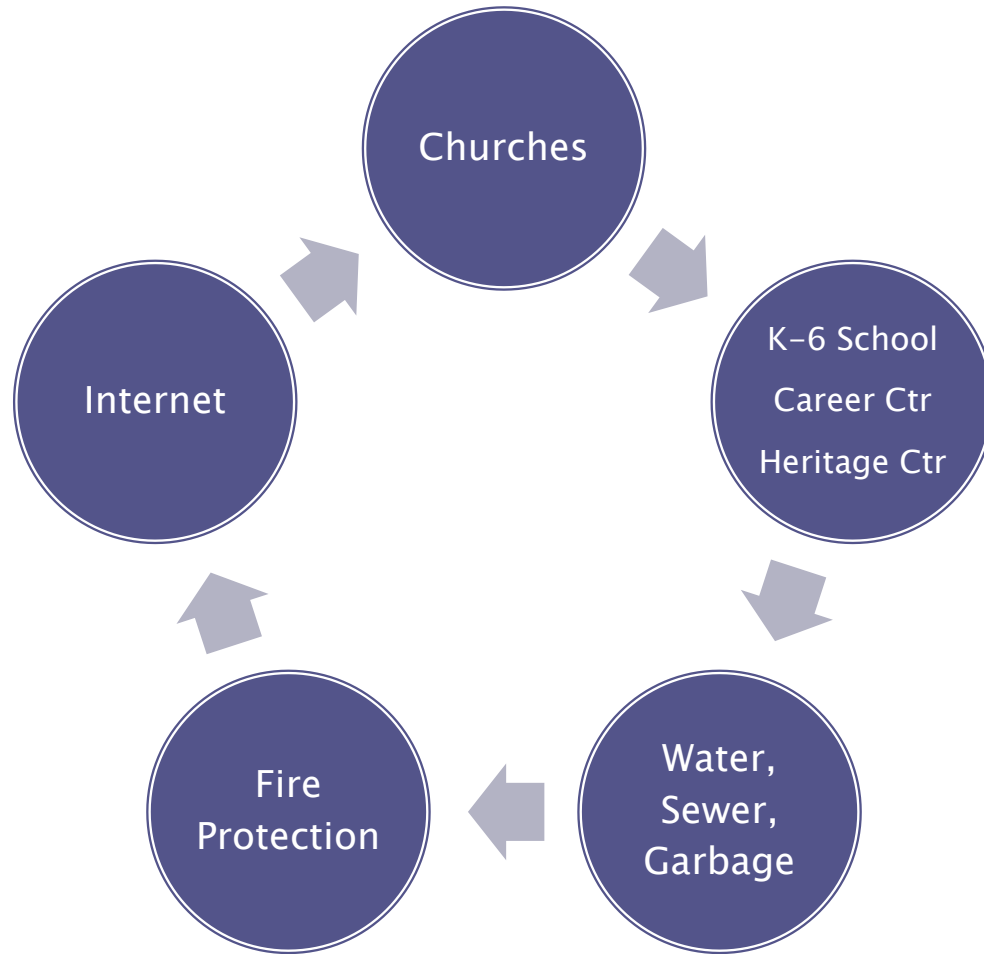 Churches
K–6 School
Career Ctr
Heritage Ctr
Water,
Sewer,
Garbage
Fire
Protection
Internet